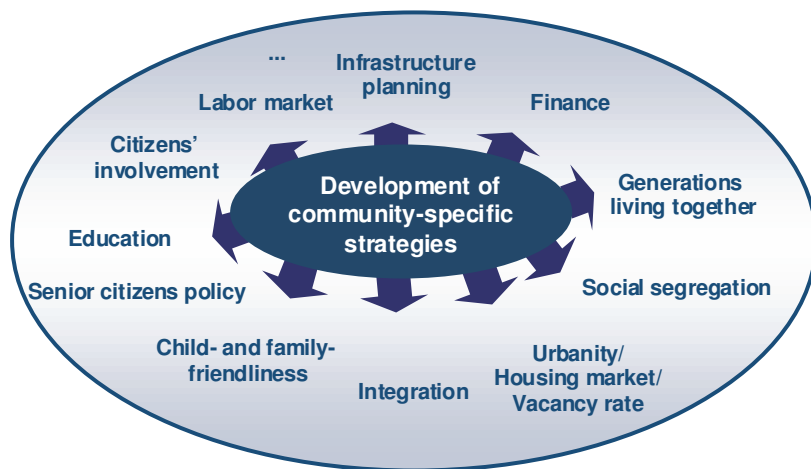 ...
Infrastructure
planning
Labor market
Finance
Citizens’
involvement
Development of
community-specific
strategies
Generations
living together
Education
Senior citizens policy
Social segregation
Child- and family-
friendliness
Integration
Urbanity/
Housing market/
Vacancy rate